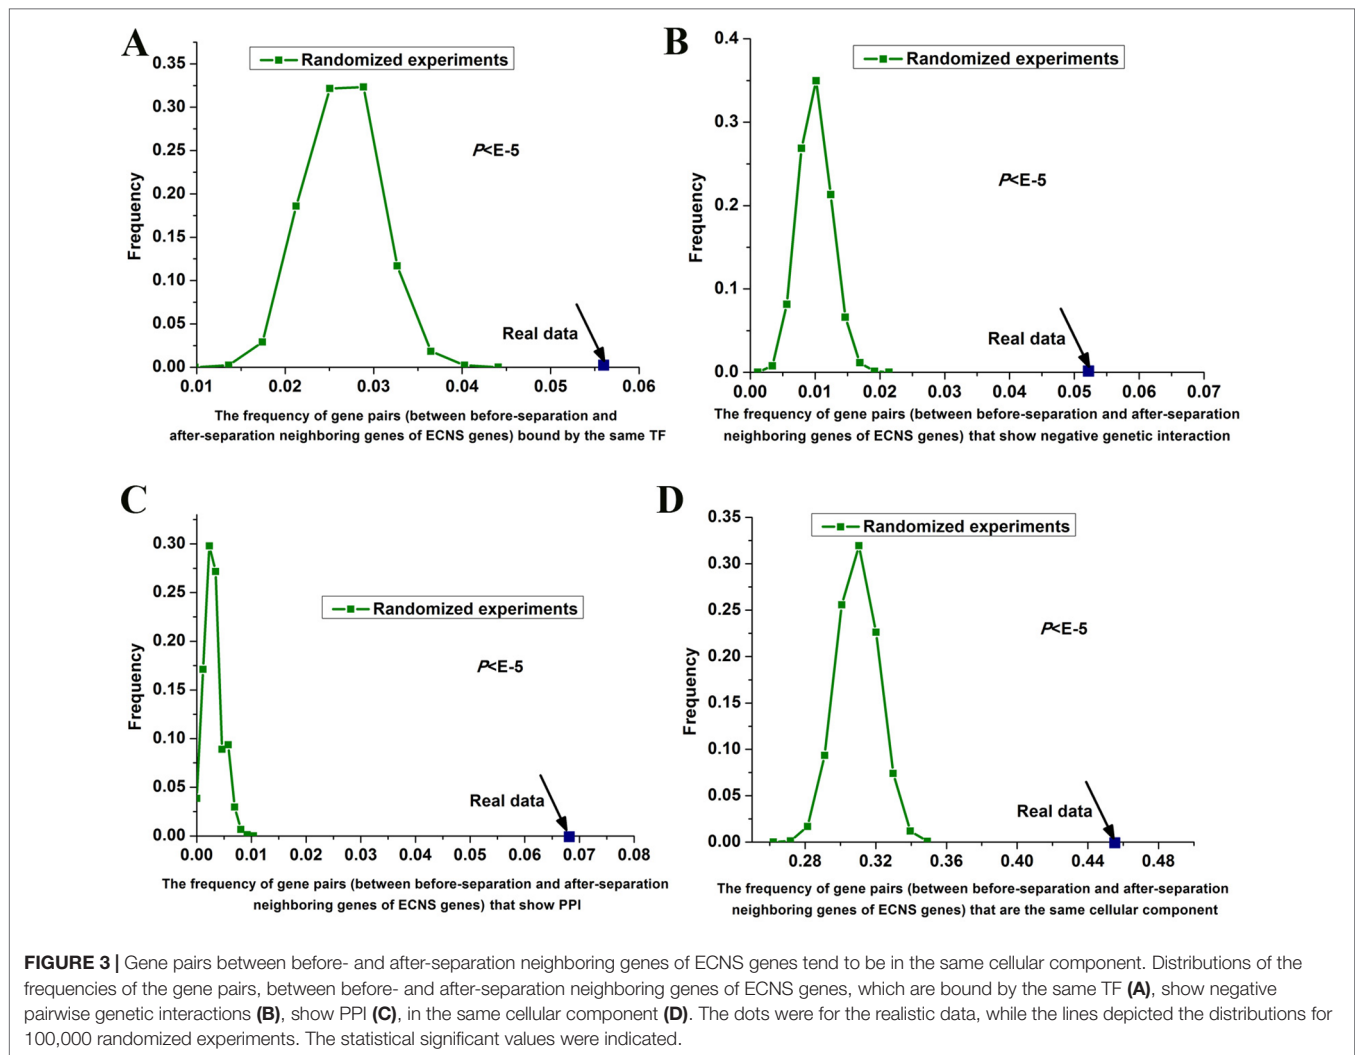 A
Randomized experiments
0.35
0.30
0.25
0.20
0.15
0.10
0.05
0.00
Frequency
P<E-5
Real data
0.01 0.02 0.03 0.04 0.05 0.06
The frequency of gene pairs (between before-separation and
after-separation neighboring genes of ECNS genes) bound by the same TF
B
Randomized experiments
0.4
0.3
0.2
0.1
0.0
Frequency
P<E-5
Real data
0.00 0.01 0.02 0.03 0.04 0.05 0.06 0.07
The frequency of gene pairs (between before-separation and after-separation
neighboring genes of ECNS genes) that show negative genetic interaction
C
Randomized experiments
0.30
0.25
0.20
0.15
0.10
0.05
0.00
Frequency
P<E-5
Real data
0.00 0.01 0.02 0.03 0.04 0.05 0.06 0.07 0.08
The frequency of gene pairs (between before-separation and after-separation
neighboring genes of ECNS genes) that show PPI
D
Randomized experiments
0.35
0.30
0.25
0.20
0.15
0.10
0.05
0.00
Frequency
P<E-5
Real data
0.28 0.32 0.36 0.40 0.44 0.48
The frequency of gene pairs (between before-separation and after-separation
neighboring genes of ECNS genes) that are the same cellular component
FIGURE 3 | Gene pairs between before- and after-separation neighboring genes of ECNS genes tend to be in the same cellular component. Distributions of the
frequencies of the gene pairs, between before- and after-separation neighboring genes of ECNS genes, which are bound by the same TF (A), show negative
pairwise genetic interactions (B), show PPI (C), in the same cellular component (D). The dots were for the realistic data, while the lines depicted the distributions for
100,000 randomized experiments. The statistical significant values were indicated.